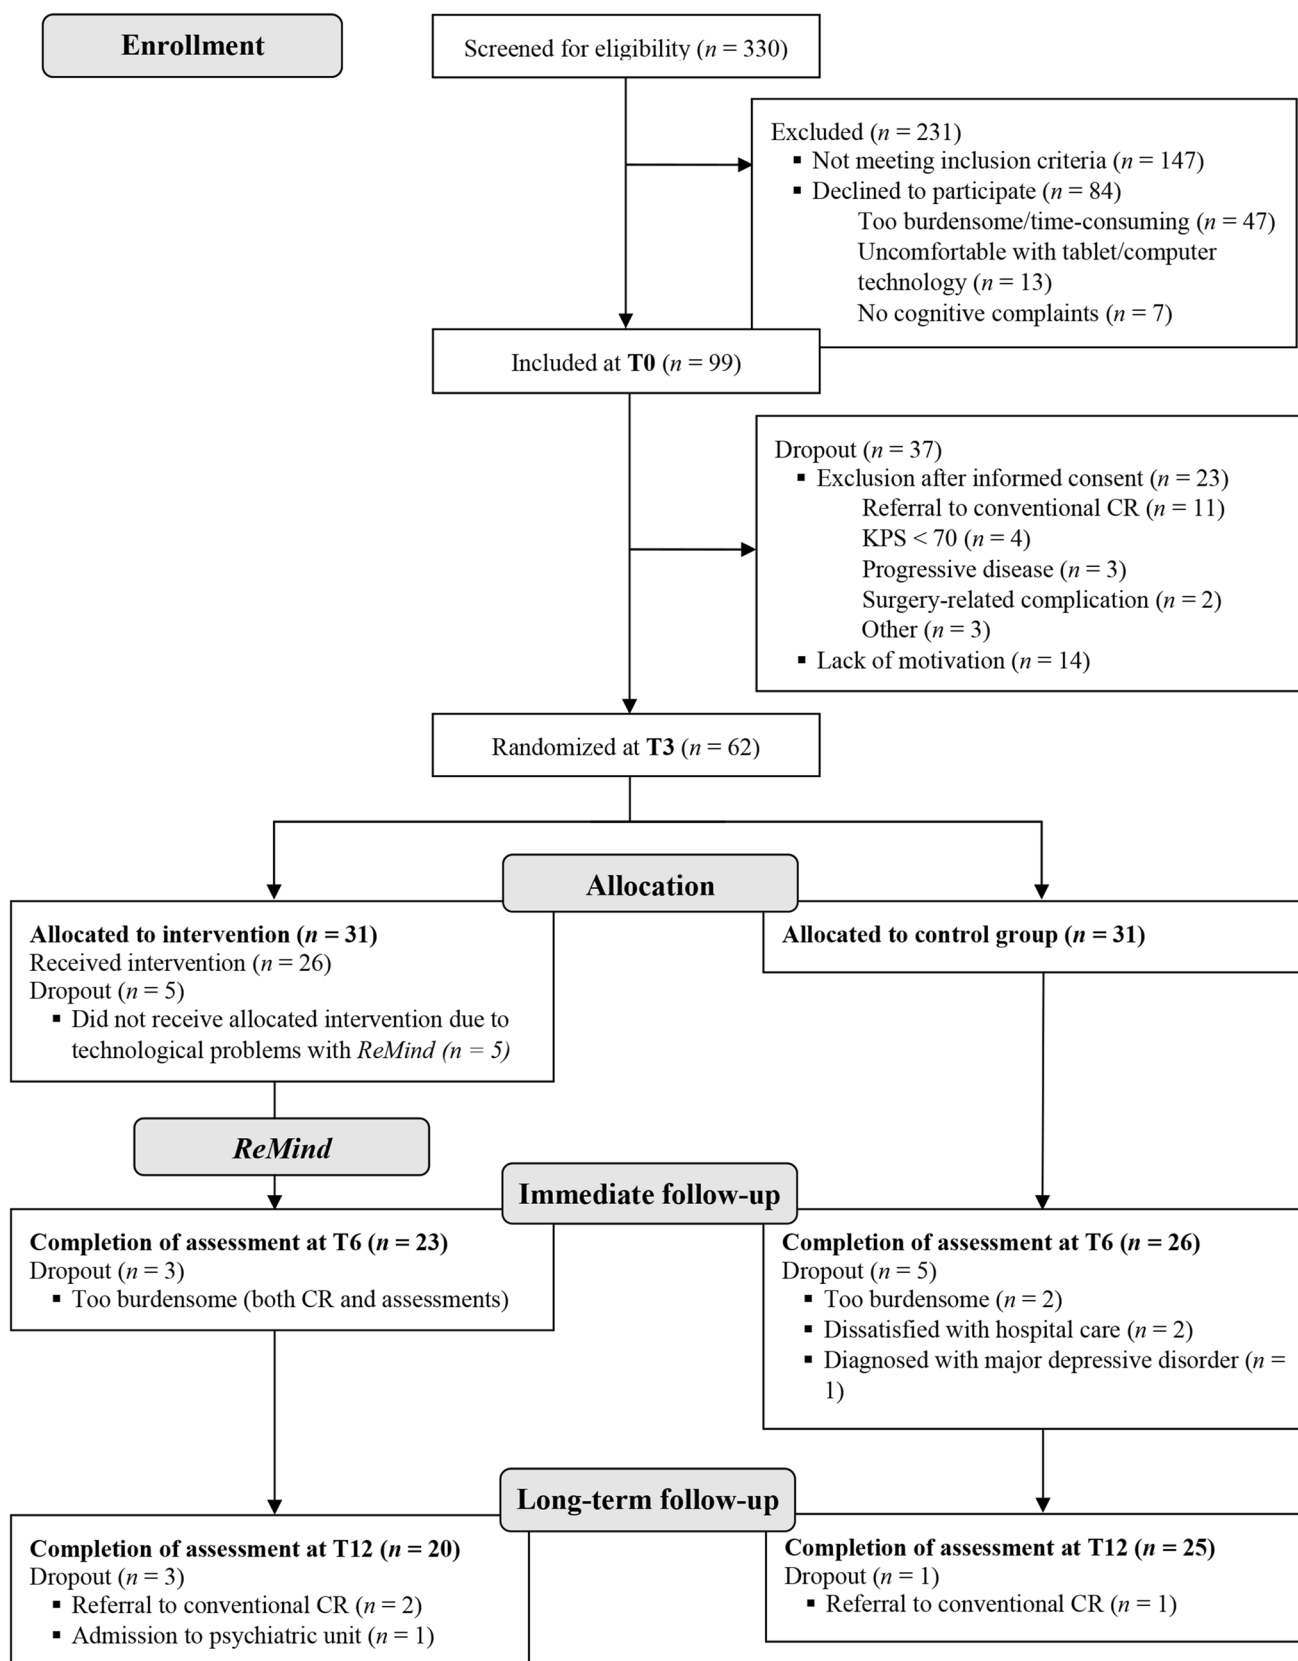 Enrollment
Screened for eligibility (n = 330)
Excluded (n = 231)
▪ Not meeting inclusion criteria (n = 147)
▪ Declined to participate (n = 84)
Too burdensome/time-consuming (n = 47)
Uncomfortable with tablet/computer
technology (n = 13)
No cognitive complaints (n = 7)
Included at T0 (n = 99)
Dropout (n = 37)
▪ Exclusion after informed consent (n = 23)
Referral to conventional CR (n = 11)
KPS < 70 (n = 4)
Progressive disease (n = 3)
Surgery-related complication (n = 2)
Other (n = 3)
▪ Lack of motivation (n = 14)
Randomized at T3 (n = 62)
Allocation
Allocated to intervention (n = 31)
Received intervention (n = 26)
Dropout (n = 5)
▪ Did not receive allocated intervention due to
technological problems with ReMind (n = 5)
Allocated to control group (n = 31)
ReMind
Immediate follow-up
Completion of assessment at T6 (n = 23)
Dropout (n = 3)
▪ Too burdensome (both CR and assessments)
Completion of assessment at T6 (n = 26)
Dropout (n = 5)
▪ Too burdensome (n = 2)
▪ Dissatisfied with hospital care (n = 2)
▪ Diagnosed with major depressive disorder (n =
1)
Long-term follow-up
Completion of assessment at T12 (n = 20)
Dropout (n = 3)
▪ Referral to conventional CR (n = 2)
▪ Admission to psychiatric unit (n = 1)
Completion of assessment at T12 (n = 25)
Dropout (n = 1)
▪ Referral to conventional CR (n = 1)